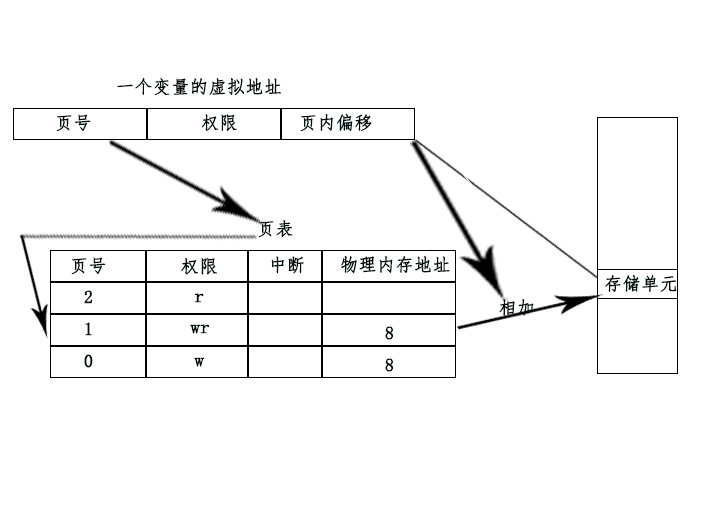 一个变量的虚拟地址
页号 权限 页内偏移
页表
页号 权限 中断 物理内存地址
存储单元
2 r
相加
1 wr 8
0 w 8